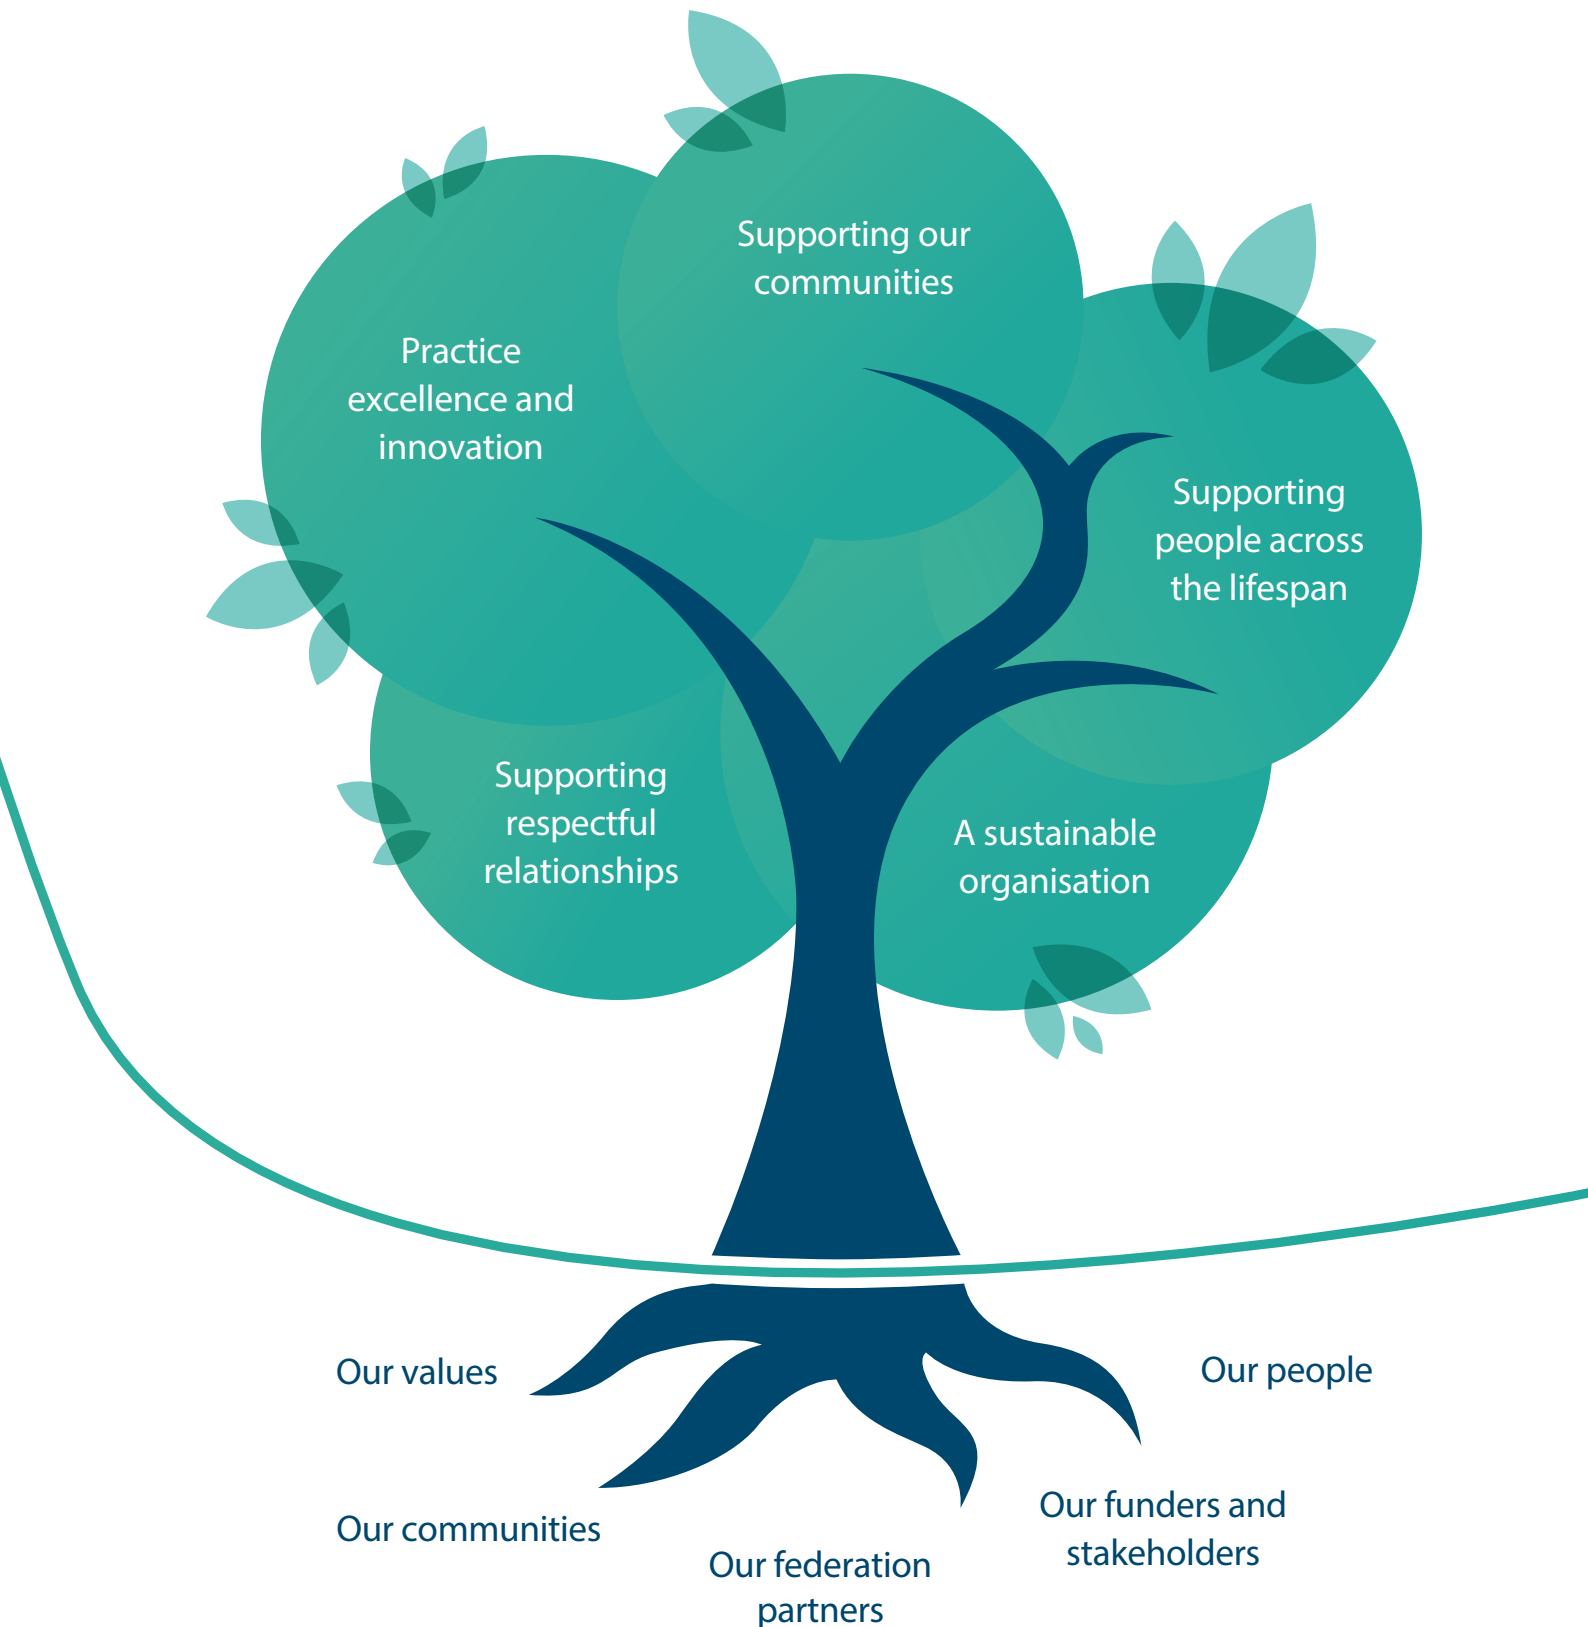 Supporting our
communities
Practice
excellence and
innovation
Supporting
people across
the lifespan
Supporting
respectful
relationships
A sustainable
organisation
Our values
Our people
Our communities
Our funders and
stakeholders
Our federation
partners